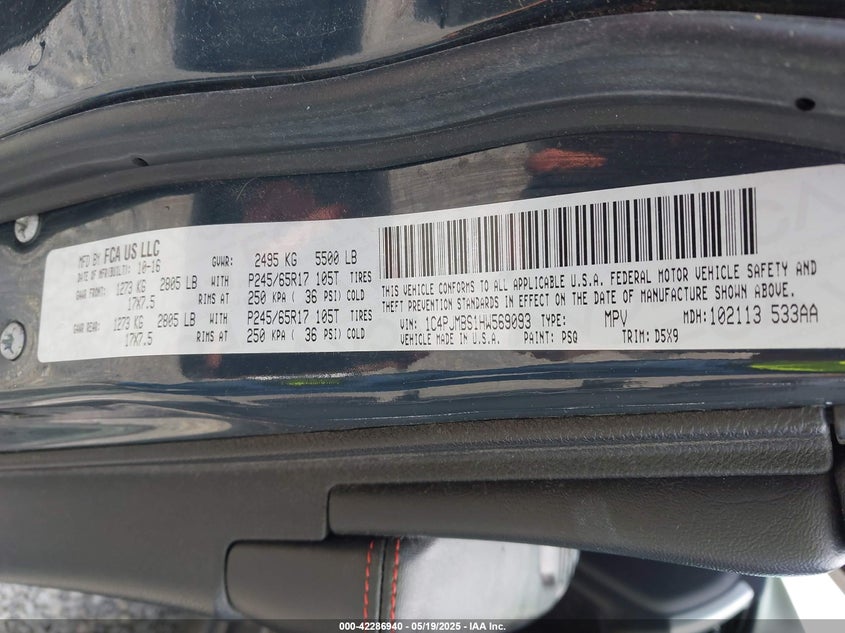 MFD BY FCA US LLC
DATE OF MFR(BUILT): 10-16
GVWR: 2495 KG 5500 LB
GAWR FRONT: 1273 KG 2805 LB WITH P245/65R17 105T TIRES
17X7.5 RIMS AT 250 KPA ( 36 PSI) COLD
GAWR REAR: 1273 KG 2805 LB WITH P245/65R17 105T TIRES
17X7.5 RIMS AT 250 KPA ( 36 PSI) COLD
THIS VEHICLE CONFORMS TO ALL APPLICABLE U.S.A. FEDERAL MOTOR VEHICLE SAFETY AND
THEFT PREVENTION STANDARDS IN EFFECT ON THE DATE OF MANUFACTURE SHOWN ABOVE.
VIN: 1C4PJMBS1HW569093 TYPE: MPV MDH: 102113 533AA
VEHICLE MADE IN U.S.A. PAINT: PSQ TRIM: D5X9
000-42286940 - 05/19/2025 - IAA Inc.